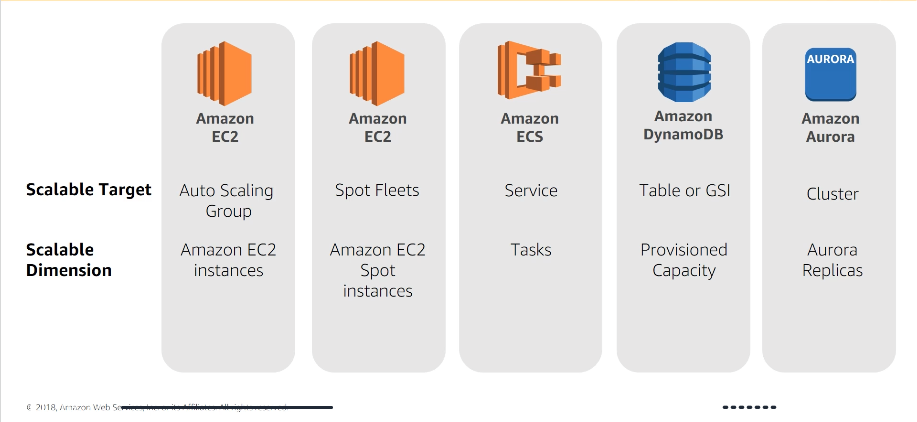 Amazon
EC2
Amazon
EC2
Amazon
ECS
Amazon
DynamoDB
AURORA
Amazon
Aurora
Scalable Target
Auto Scaling
Group
Spot Fleets
Service
Table or GSI
Cluster
Scalable
Dimension
Amazon EC2
instances
Amazon EC2
Spot
instances
Tasks
Provisioned
Capacity
Aurora
Replicas
© 2018, Amazon Web Services, Inc. or its Affiliates. All rights reserved.